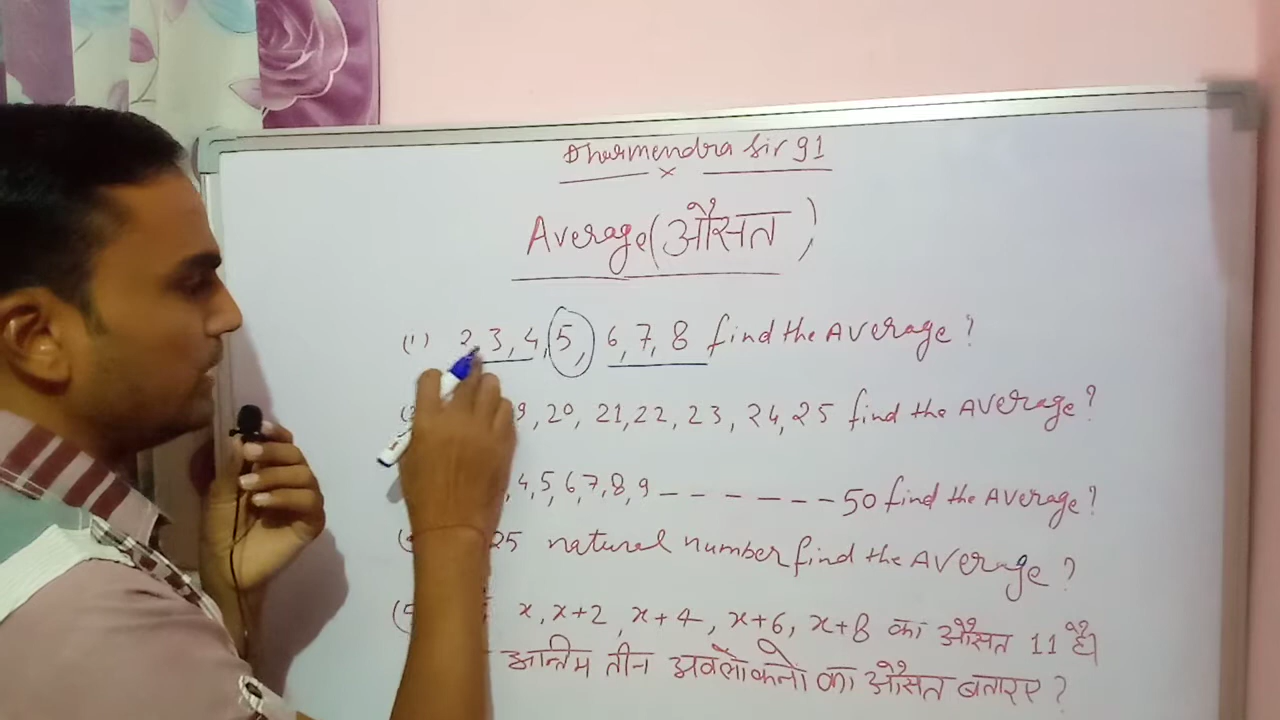 Dharmendra Sir 91
Average(औसत)
(1) 2,3,4,5, 6,7,8 find the Average?
9,20,21,22,23,24,25 find the Average?
,4,5,6,7,8,9------50 find the Average?
25 natural number find the Average?
(5 x, x+2, x+4, x+6, x+8 का औसत 11 है
अन्तिम तीन अवलोकनो का औसत बताइए?